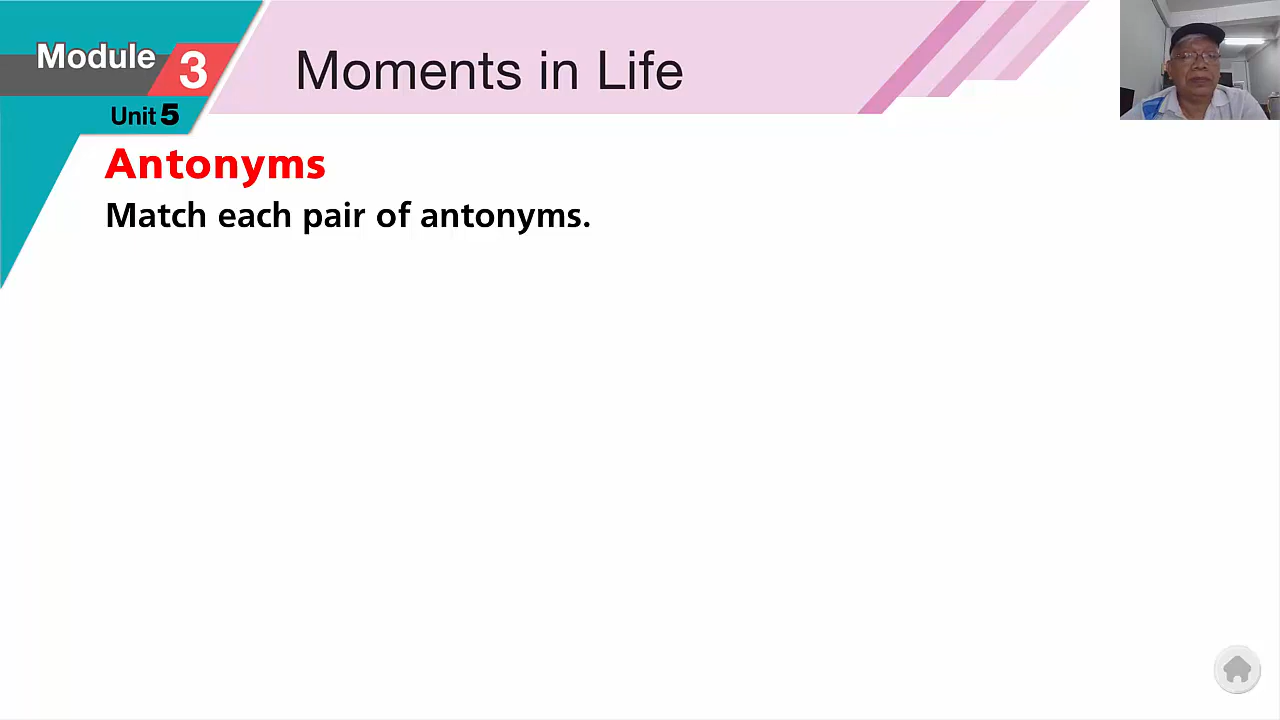 Module 3
Moments in Life
Unit 5
Antonyms
Match each pair of antonyms.